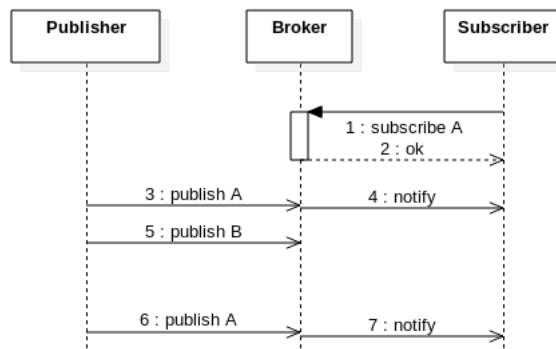 Publisher
Broker
Subscriber
1 : subscribe A
2 : ok
3 : publish A
4 : notify
5 : publish B
6 : publish A
7 : notify